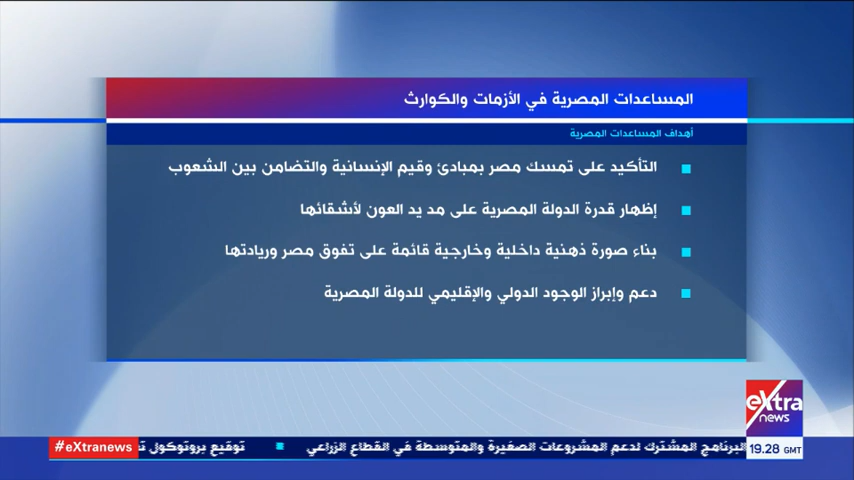 المساعدات المصرية في الأزمات والكوارث
أهداف المساعدات المصرية
التأكيد على تمسك مصر بمبادئ وقيم الإنسانية والتضامن بين الشعوب
إظهار قدرة الدولة المصرية على مد يد العون لأشقائها
بناء صورة ذهنية داخلية وخارجية قائمة على تفوق مصر وريادتها
دعم وإبراز الوجود الدولي والإقليمي للدولة المصرية
eXtra
news
#eXtranews
البرنامج المشترك لدعم المشروعات الصغيرة والمتوسطة في القطاع الزراعي ■ توقيع بروتوكول
19.28 GMT